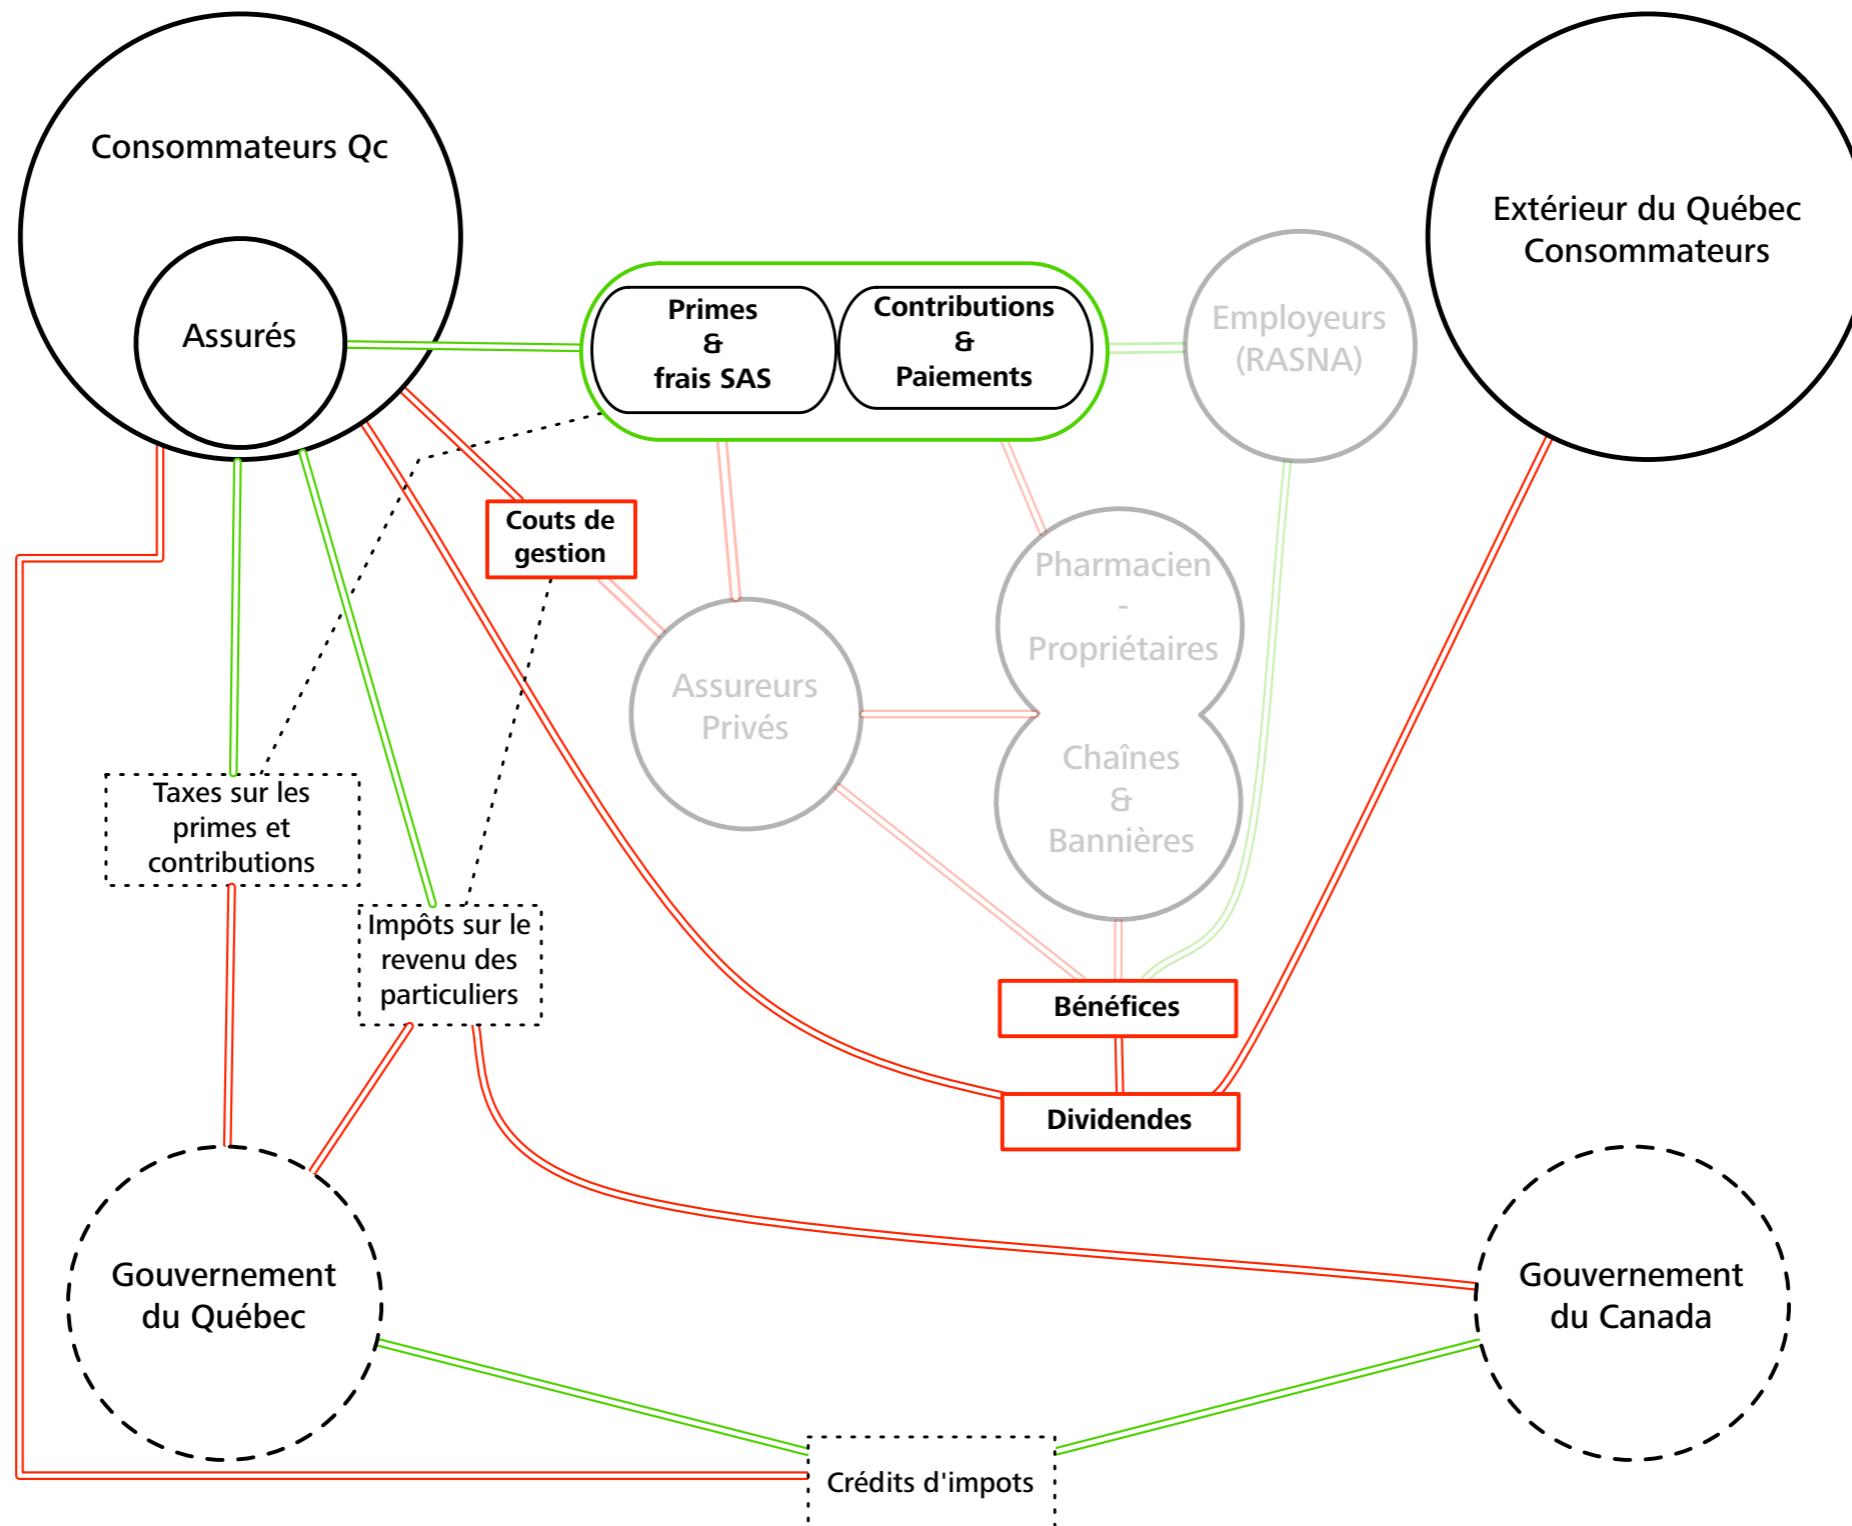 Consommateurs Qc
Extérieur du Québec
Consommateurs
Assurés
Primes
&
frais SAS
Contributions
&
Paiements
Employeurs
(RASNA)
Couts de
gestion
Pharmacien
-
Propriétaires
Assureurs
Privés
Chaînes
&
Bannières
Taxes sur les
primes et
contributions
Impôts sur le
revenu des
particuliers
Bénéfices
Dividendes
Gouvernement
du Québec
Gouvernement
du Canada
Crédits d'impots